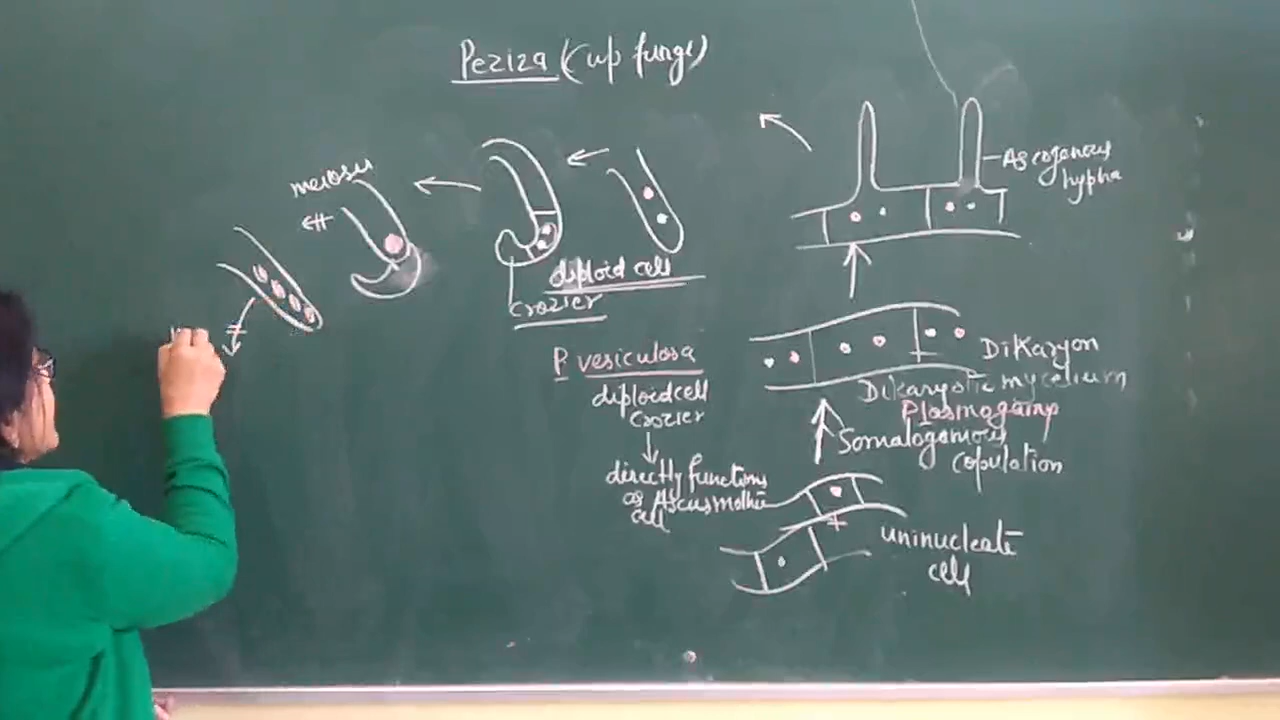 Peziza (cup fungi)
meiosis
Ascogenous
hypha
diploid cell
Crozier
P vesiculosa
diploid cell
Crozier
directly functions
as Ascus mother
cell
Dikaryon
Dikaryotic mycelium
Plasmogamy
Somatogamous
Copulation
uninucleate
cell